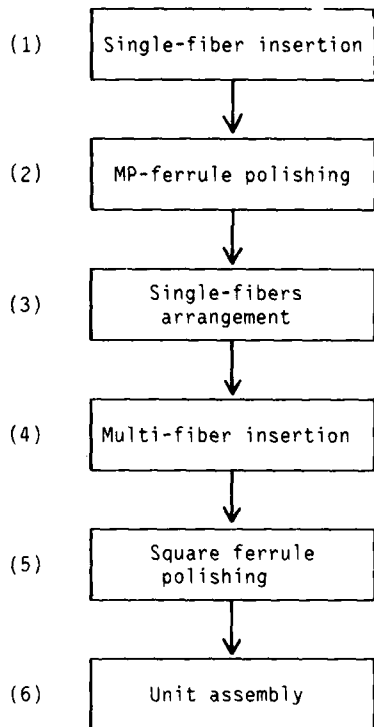 (1) Single-fiber insertion
(2) MP-ferrule polishing
(3) Single-fibers
arrangement
(4) Multi-fiber insertion
(5) Square ferrule
polishing
(6) Unit assembly